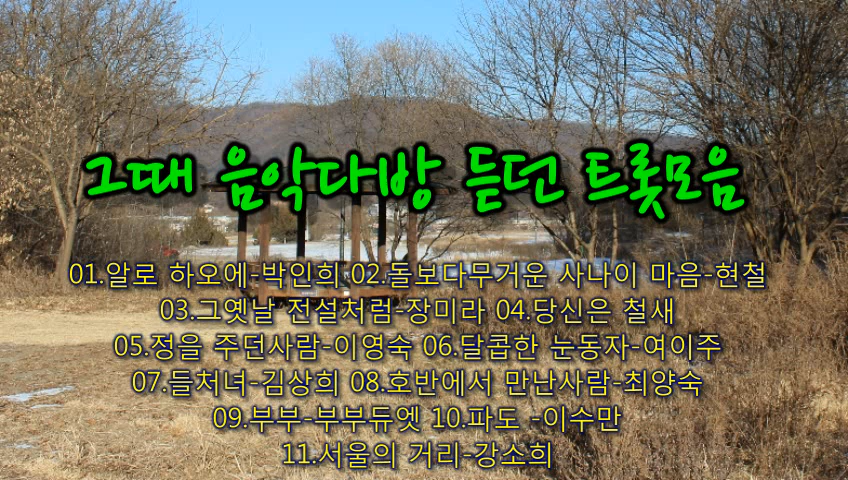 그때 음악다방 듣던 트롯모음
01.알로 하오에-박인희 02.돌보다무거운 사나이 마음-현철
03.그옛날 전설처럼-장미라 04.당신은 철새
05.정을 주던사람-이영숙 06.달콥한 눈동자-여이주
07.들처녀-김상희 08.호반에서 만난사람-최양숙
09.부부-부부듀엣 10.파도 -이수만
11.서울의 거리-강소희